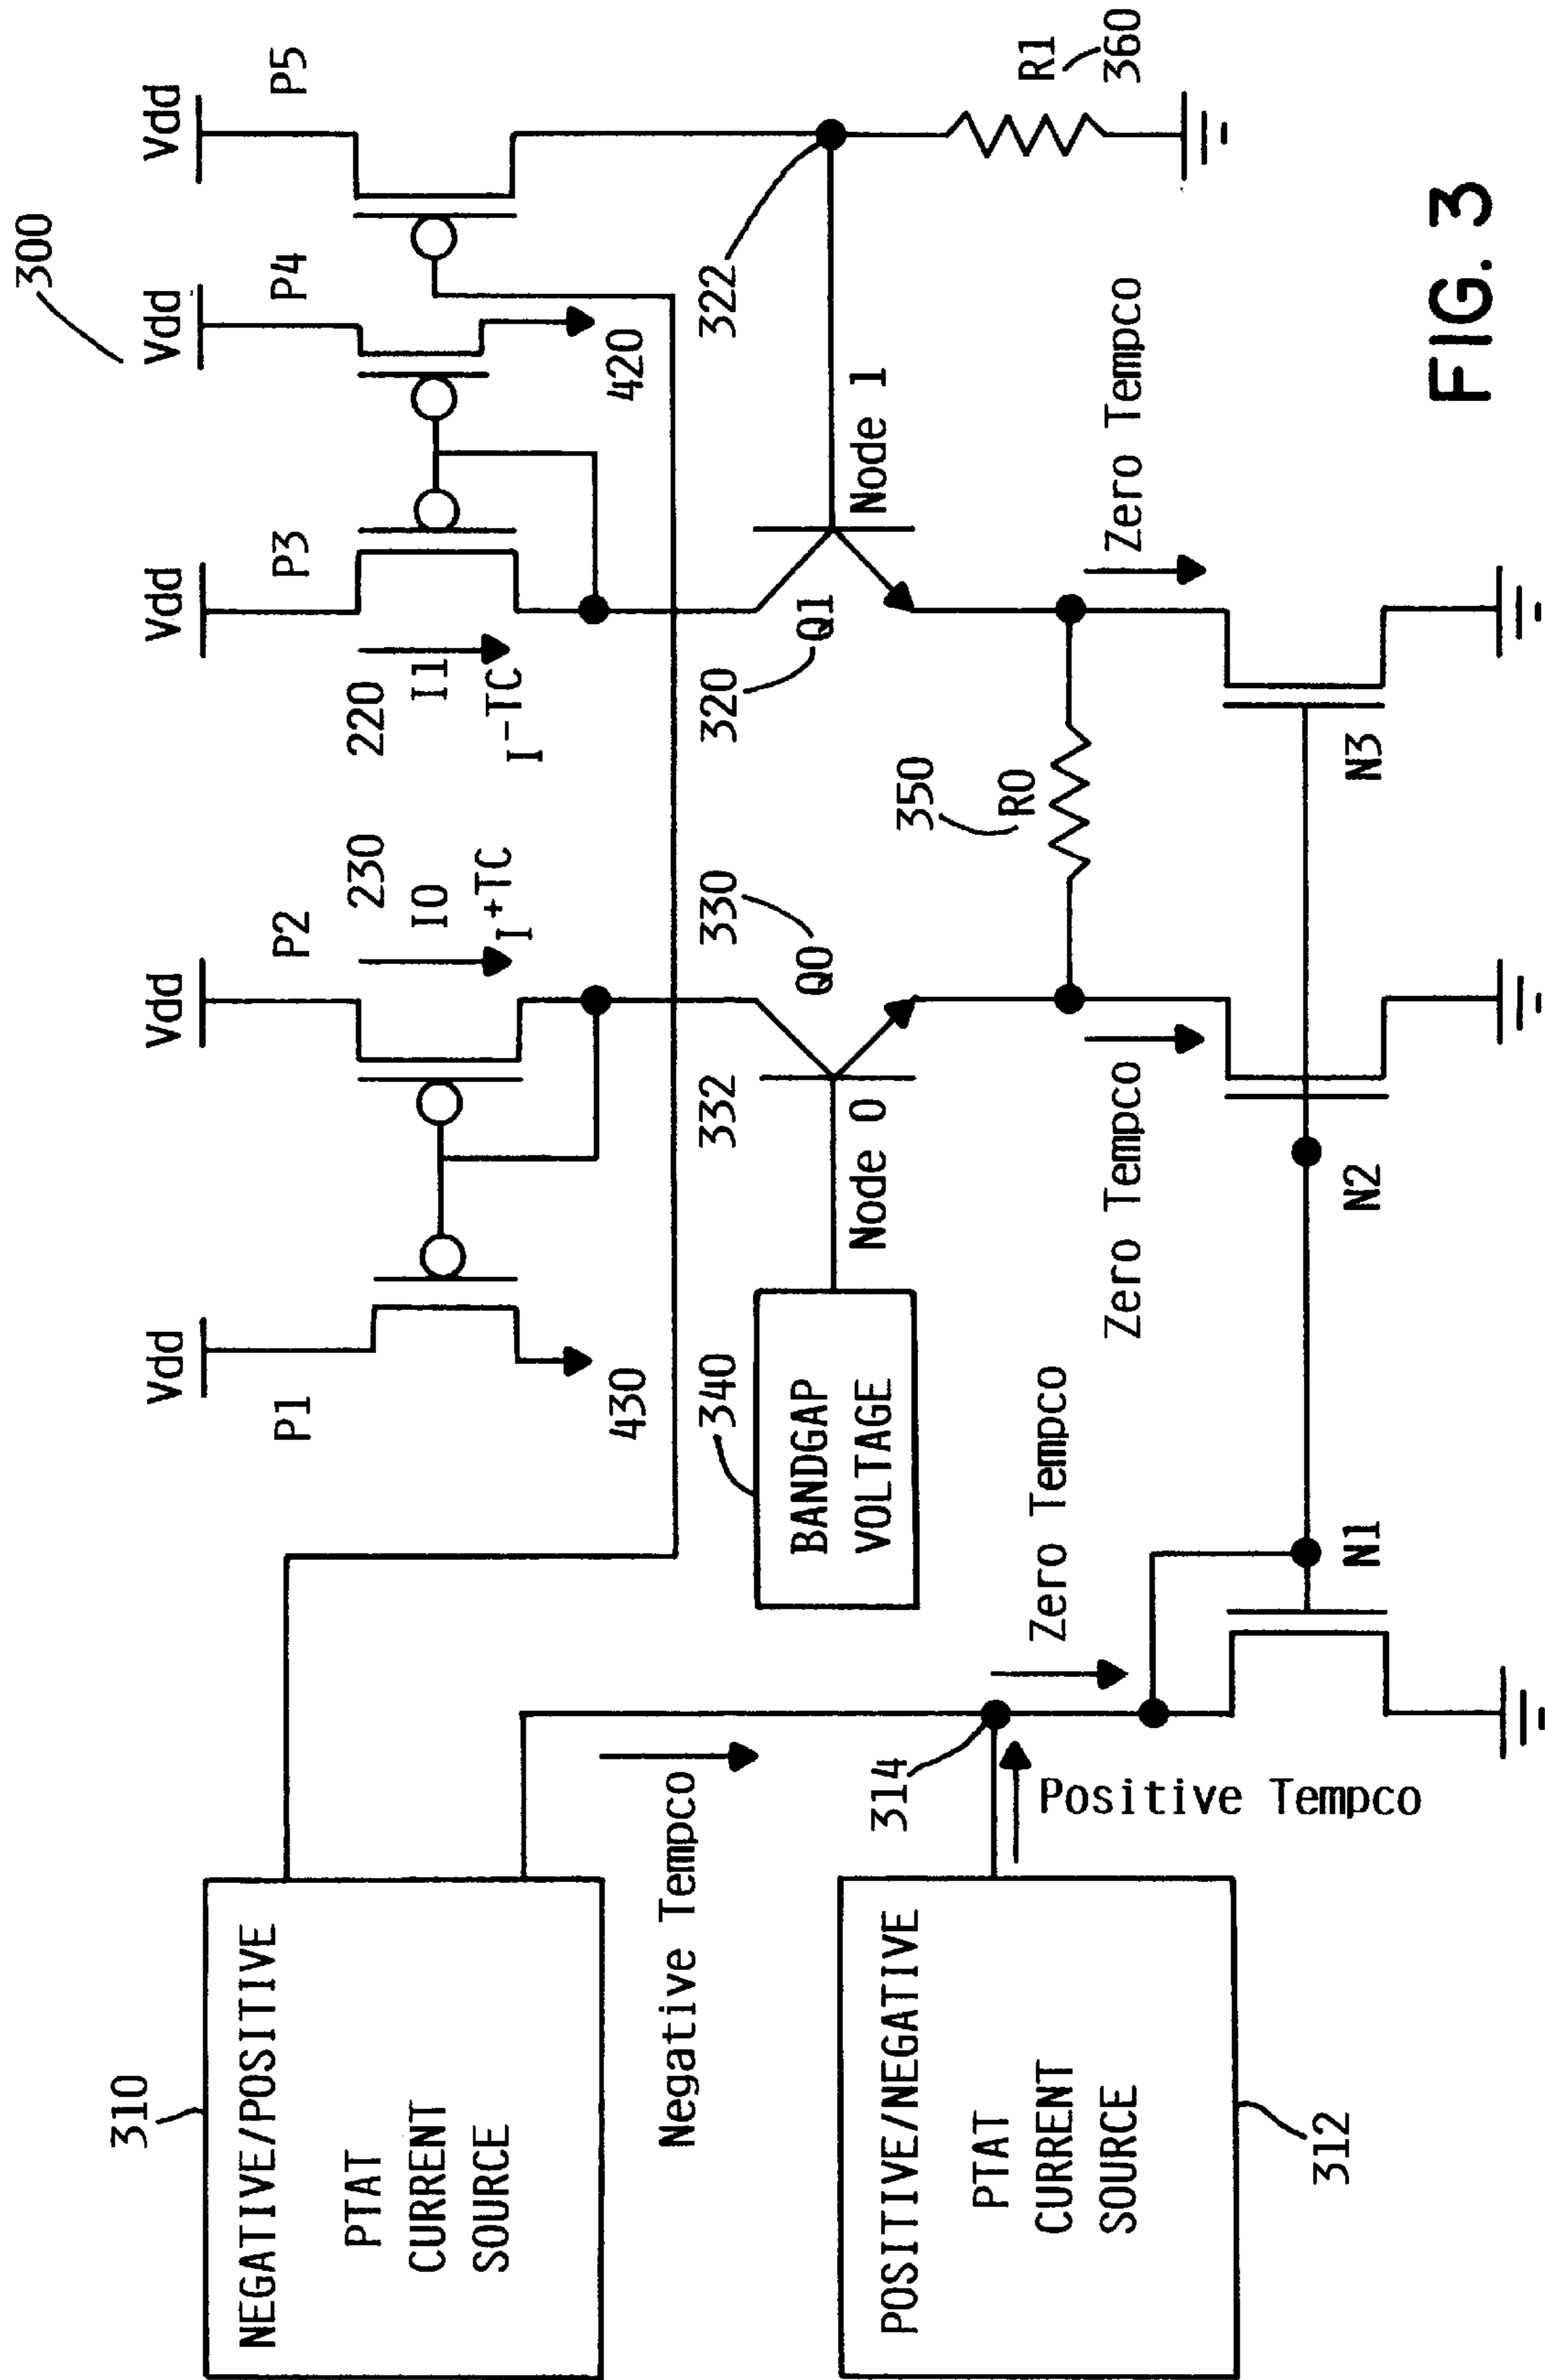 300
Vdd
Vdd
Vdd
Vdd
Vdd
P1
P2
P3
P4
P5
230
I0
I+TC
220
I1
I-TC
430
420
310
NEGATIVE/POSITIVE
PTAT
CURRENT
SOURCE
Negative Tempco
340
BANDGAP
VOLTAGE
332
Node 0
330
Q0
320
Q1
Node 1
322
R1
360
350
R0
314
Positive Tempco
Zero Tempco
Zero Tempco
Zero Tempco
POSITIVE/NEGATIVE
PTAT
CURRENT
SOURCE
312
N1
N2
N3
FIG. 3